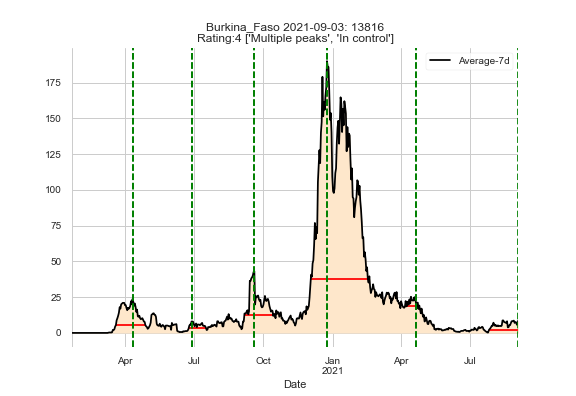 Burkina_Faso 2021-09-03: 13816
Rating:4 ['Multiple peaks', 'In control']
Average-7d
175
150
125
100
75
50
25
0
Apr
Jul
Oct
Jan
2021
Apr
Jul
Date